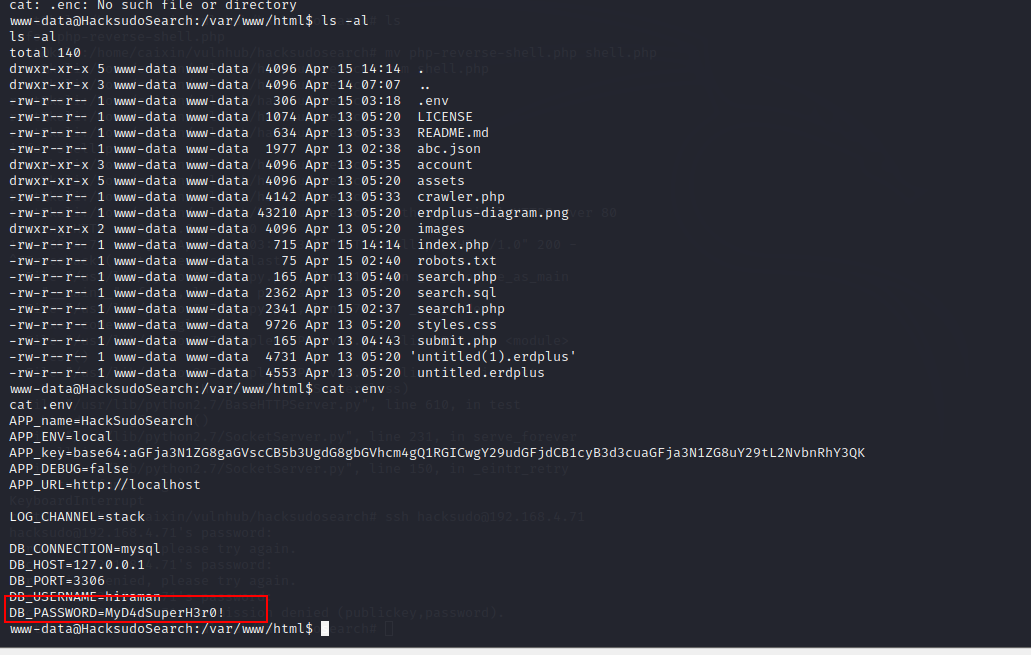 cat: .enc: No such file or directory
www-data@HacksudoSearch:/var/www/html$ ls -al
ls -al
total 140
drwxr-xr-x 5 www-data www-data  4096 Apr 15 14:14  .
drwxr-xr-x 3 www-data www-data  4096 Apr 14 07:07  ..
-rw-r--r-- 1 www-data www-data   306 Apr 15 03:18  .env
-rw-r--r-- 1 www-data www-data  1074 Apr 13 05:20  LICENSE
-rw-r--r-- 1 www-data www-data   634 Apr 13 05:33  README.md
-rw-r--r-- 1 www-data www-data  1977 Apr 13 02:38  abc.json
drwxr-xr-x 3 www-data www-data  4096 Apr 13 05:35  account
drwxr-xr-x 5 www-data www-data  4096 Apr 13 05:20  assets
-rw-r--r-- 1 www-data www-data  4142 Apr 13 05:33  crawler.php
-rw-r--r-- 1 www-data www-data 43210 Apr 13 05:20  erdplus-diagram.png
drwxr-xr-x 2 www-data www-data  4096 Apr 13 05:20  images
-rw-r--r-- 1 www-data www-data   715 Apr 15 14:14  index.php
-rw-r--r-- 1 www-data www-data    75 Apr 15 02:40  robots.txt
-rw-r--r-- 1 www-data www-data   165 Apr 13 05:40  search.php
-rw-r--r-- 1 www-data www-data  2362 Apr 13 05:20  search.sql
-rw-r--r-- 1 www-data www-data  2341 Apr 15 02:37  search1.php
-rw-r--r-- 1 www-data www-data  9726 Apr 13 05:20  styles.css
-rw-r--r-- 1 www-data www-data   165 Apr 13 04:43  submit.php
-rw-r--r-- 1 www-data www-data  4731 Apr 13 05:20 'untitled(1).erdplus'
-rw-r--r-- 1 www-data www-data  4553 Apr 13 05:20  untitled.erdplus
www-data@HacksudoSearch:/var/www/html$ cat .env
cat .env
APP_name=HackSudoSearch
APP_ENV=local
APP_key=base64:aGFja3N1ZG8gaGVscCB5b3UgdG8gbGVhcm4gQ1RGICwgY29udGFjdCB1cyB3d3cuaGFja3N1ZG8uY29tL2NvbnRhY3QK
APP_DEBUG=false
APP_URL=http://localhost
LOG_CHANNEL=stack
DB_CONNECTION=mysql
DB_HOST=127.0.0.1
DB_PORT=3306
DB_USERNAME=hiraman
DB_PASSWORD=MyD4dSuperH3r0!
www-data@HacksudoSearch:/var/www/html$